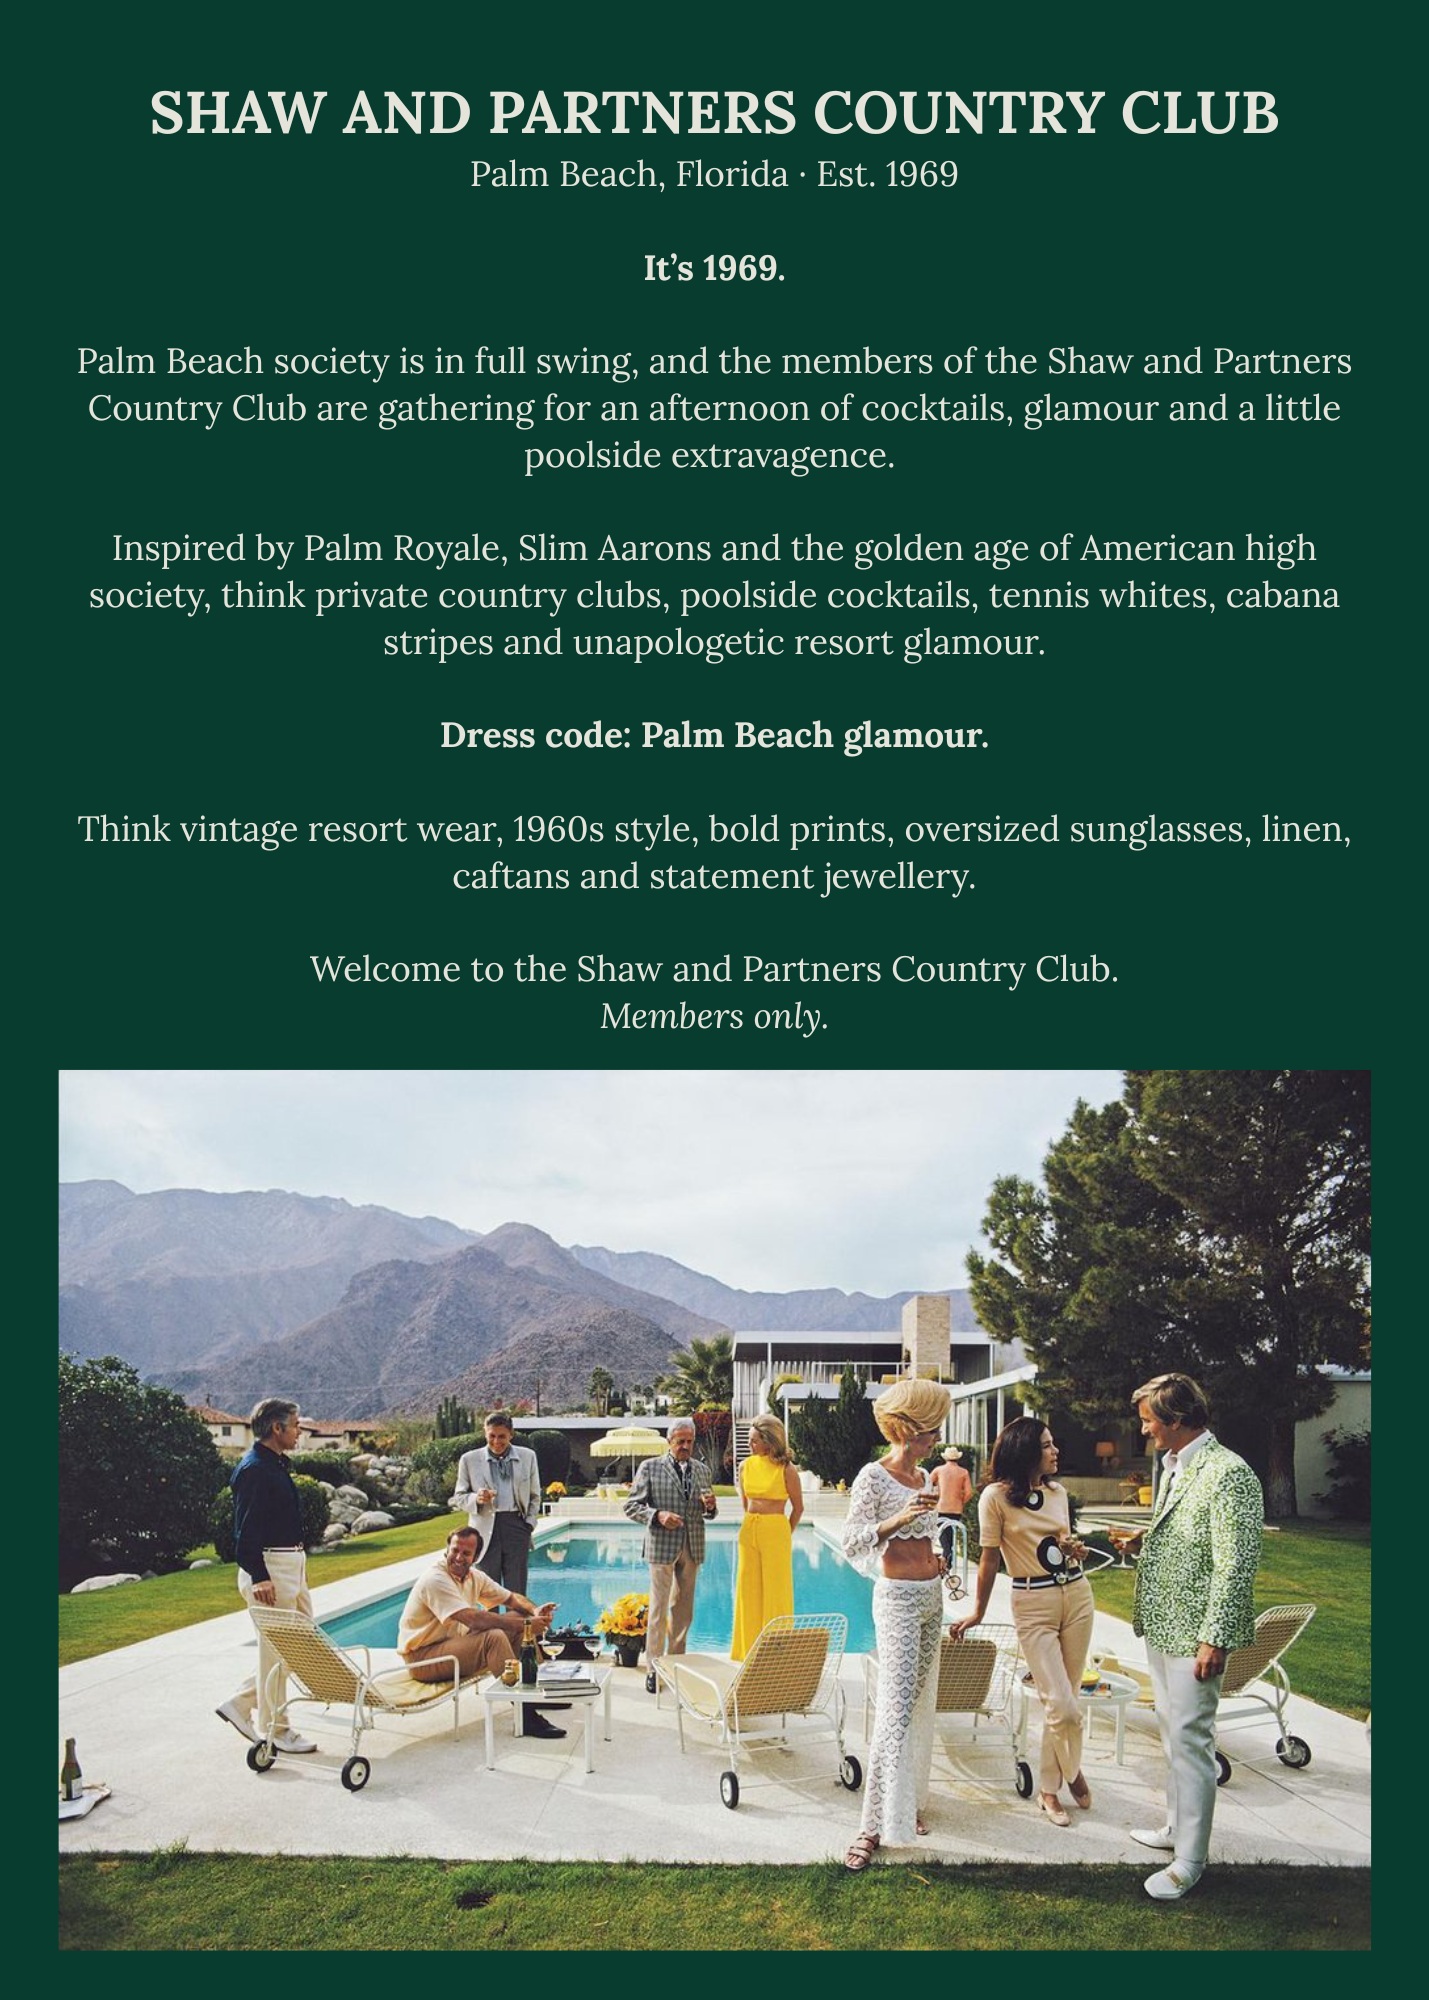 SHAW AND PARTNERS COUNTRY CLUB
Palm Beach, Florida · Est. 1969
It’s 1969.
Palm Beach society is in full swing, and the members of the Shaw and Partners
Country Club are gathering for an afternoon of cocktails, glamour and a little
poolside extravagence.
Inspired by Palm Royale, Slim Aarons and the golden age of American high
society, think private country clubs, poolside cocktails, tennis whites, cabana
stripes and unapologetic resort glamour.
Dress code: Palm Beach glamour.
Think vintage resort wear, 1960s style, bold prints, oversized sunglasses, linen,
caftans and statement jewellery.
Welcome to the Shaw and Partners Country Club.
Members only.